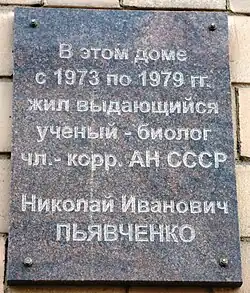 В этом доме
с 1973 по 1979 гг.
жил выдающийся
ученый - биолог
чл.- корр. АН СССР
Николай Иванович
ПЬЯВЧЕНКО